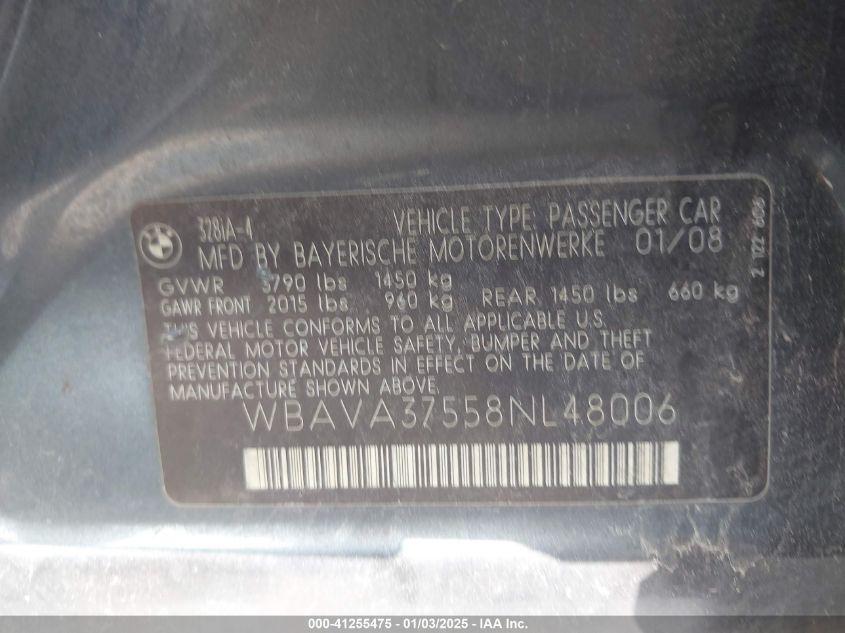 BMW
328iA-4 VEHICLE TYPE: PASSENGER CAR
MFD BY BAYERISCHE MOTORENWERKE 01/08
GVWR 3790 lbs 1450 kg
GAWR FRONT 2015 lbs 960 kg REAR 1450 lbs 660 kg
THIS VEHICLE CONFORMS TO ALL APPLICABLE U.S.
FEDERAL MOTOR VEHICLE SAFETY, BUMPER AND THEFT
PREVENTION STANDARDS IN EFFECT ON THE DATE OF
MANUFACTURE SHOWN ABOVE.
WBAVA37558NL48006
000-41255475 - 01/03/2025 - IAA Inc.